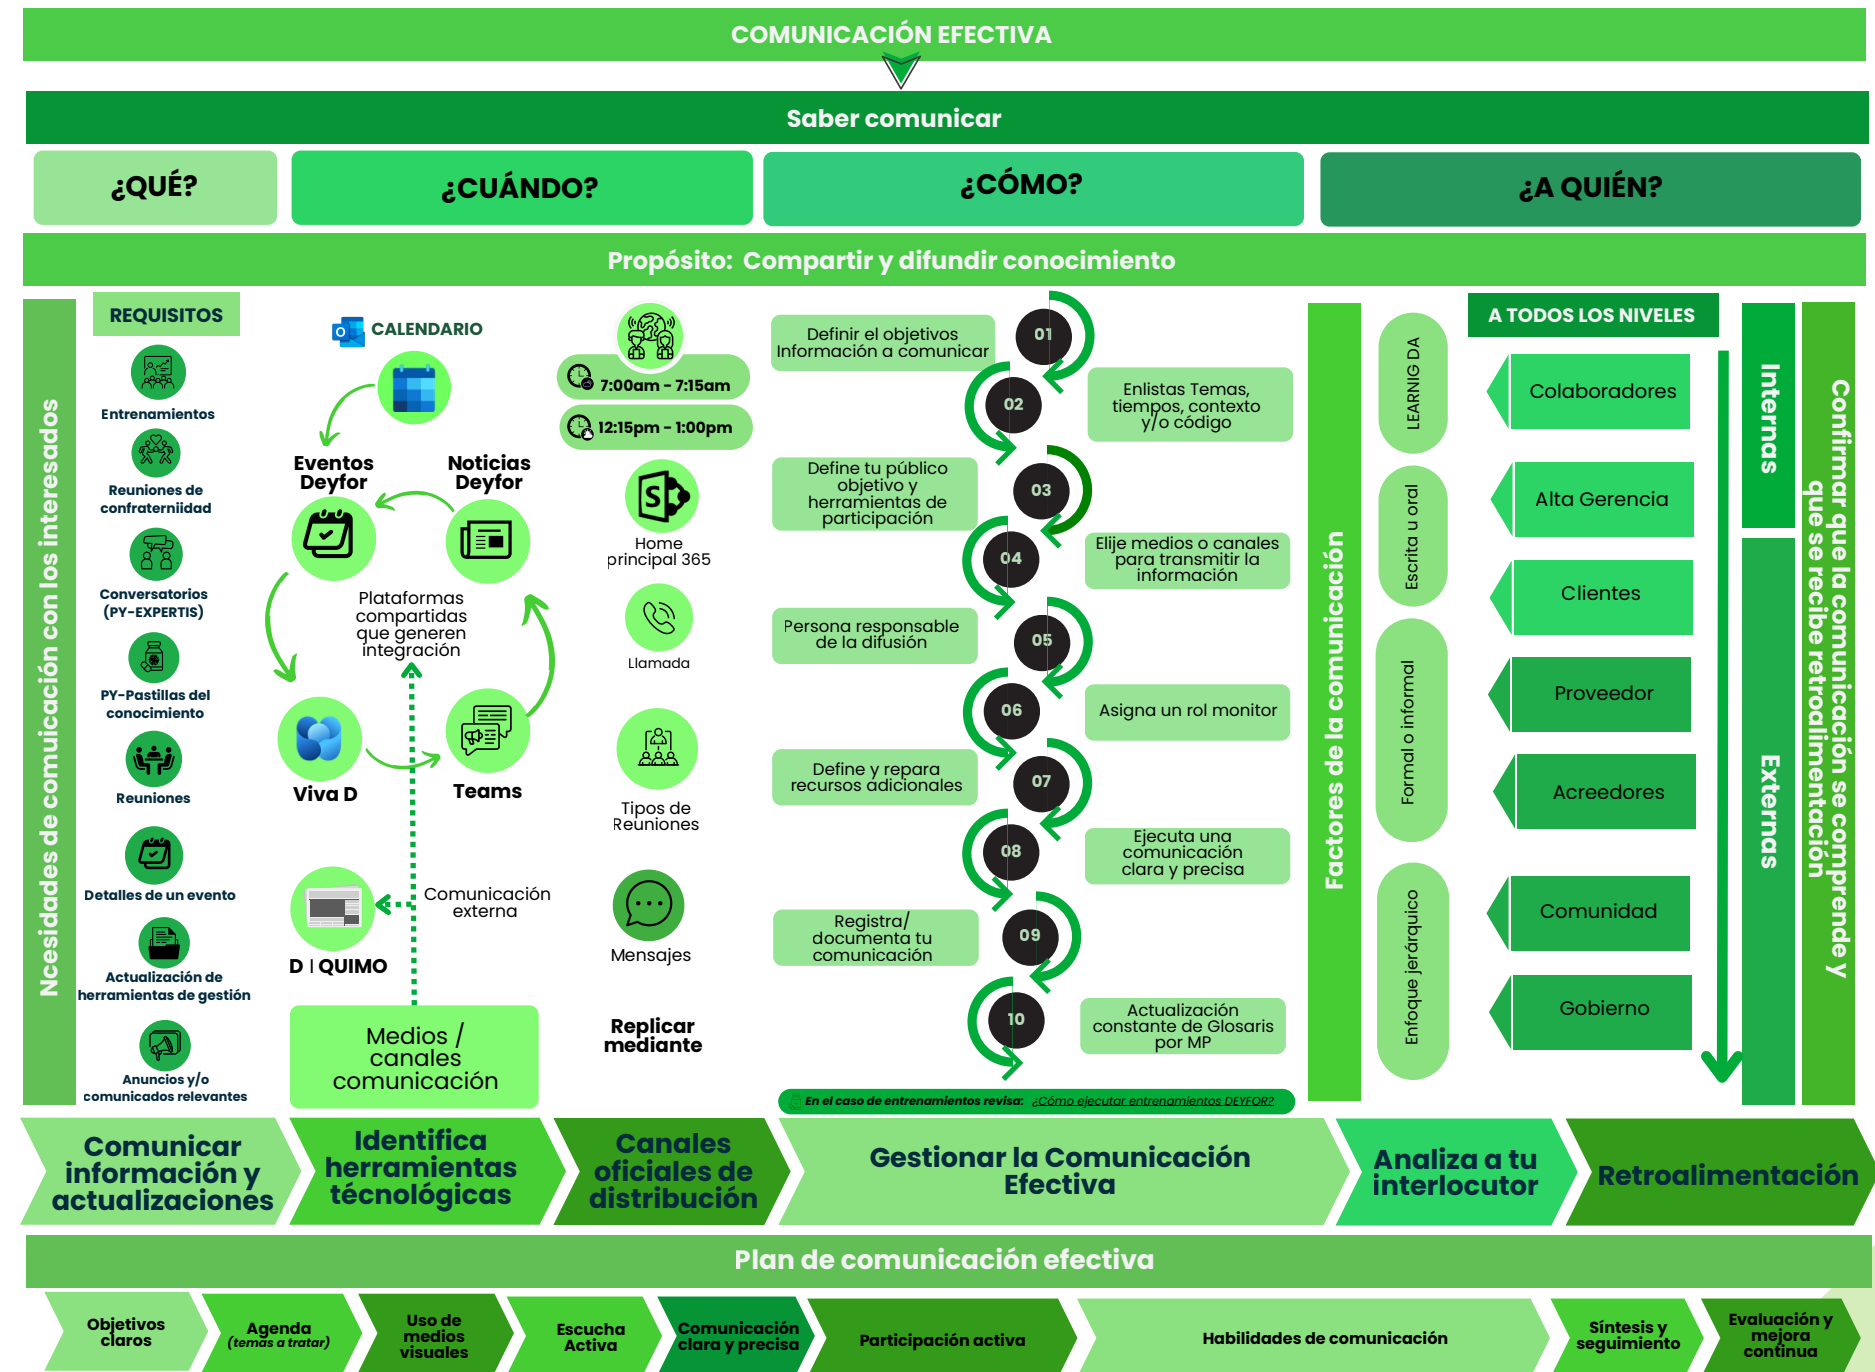 COMUNICACIÓN EFECTIVA
Saber comunicar
¿QUÉ?
¿CUÁNDO?
¿CÓMO?
¿A QUIÉN?
Propósito: Compartir y difundir conocimiento
Ncesidades de comuicación con los interesados
REQUISITOS
Entrenamientos
Reuniones de
confraterniidad
Conversatorios
(PY-EXPERTIS)
PY-Pastillas del
conocimiento
Reuniones
Detalles de un evento
Actualización de
herramientas de gestión
Anuncios y/o
comunicados relevantes
CALENDARIO
Eventos
Deyfor
Noticias
Deyfor
Plataformas
compartidas
que generen
integración
Viva D
Teams
Comunicación
externa
D | QUIMO
Medios /
canales
comunicación
7:00am - 7:15am
12:15pm - 1:00pm
S
Home
principal 365
Llamada
Tipos de
Reuniones
Mensajes
Replicar
mediante
Definir el objetivos
Información a comunicar
01
02
Enlistas Temas,
tiempos, contexto
y/o código
Define tu público
objetivo y
herramientas de
participación
03
04
Elije medios o canales
para transmitir la
información
Persona responsable
de la difusión
05
06
Asigna un rol monitor
Define y repara
recursos adicionales
07
08
Ejecuta una
comunicación
clara y precisa
Registra/
documenta tu
comunicación
09
10
Actualización
constante de Glosaris
por MP
En el caso de entrenamientos revisa: ¿Cómo ejecutar entrenamientos DEYFOR?
Factores de la comunicación
LEARNIG DA
Escrita u oral
Formal o informal
Enfoque jerárquico
A TODOS LOS NIVELES
Colaboradores
Alta Gerencia
Clientes
Proveedor
Acreedores
Comunidad
Gobierno
Internas
Externas
Confirmar que la comunicación se comprende y
que se recibe retroalimentación
Comunicar
información y
actualizaciones
Identifica
herramientas
técnológicas
Canales
oficiales de
distribución
Gestionar la Comunicación
Efectiva
Analiza a tu
interlocutor
Retroalimentación
Plan de comunicación efectiva
Objetivos
claros
Agenda
(temas a tratar)
Uso de
medios
visuales
Escucha
Activa
Comunicación
clara y precisa
Participación activa
Habilidades de comunicación
Síntesis y
seguimiento
Evaluación y
mejora
continua